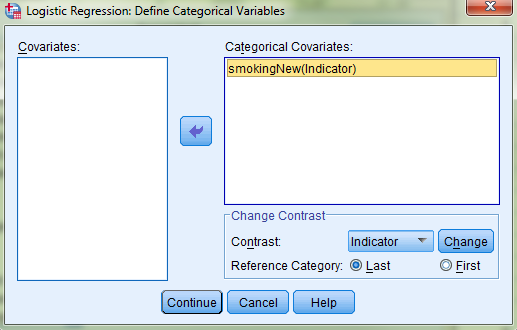 Logistic Regression: Define Categorical Variables
Covariates:
Categorical Covariates:
smokingNew(Indicator)
Change Contrast
Contrast: Indicator Change
Reference Category: Last First
Continue Cancel Help